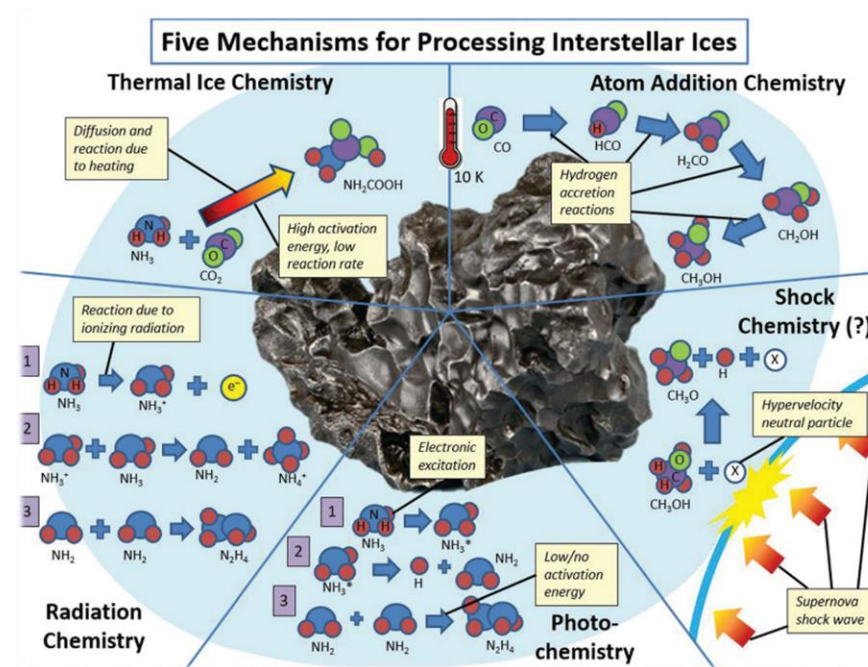 Five Mechanisms for Processing Interstellar Ices
Thermal Ice Chemistry
Diffusion and
reaction due
to heating
NH₂COOH
N
H H
NH₃
C
O
CO₂
High activation
energy, low
reaction rate
Atom Addition Chemistry
10 K
C
O
CO
H
HCO
H₂CO
Hydrogen
accretion
reactions
CH₂OH
CH₃OH
Shock
Chemistry (?)
H
X
CH₃O
Hypervelocity
neutral particle
O
H
C
H
X
CH₃OH
Supernova
shock wave
Reaction due to
ionizing radiation
1
N
H H
NH₃
NH₃⁺
e⁻
2
NH₃⁺
NH₃
NH₂
NH₄⁺
3
NH₂
NH₂
N₂H₄
Radiation
Chemistry
Electronic
excitation
1
N
H H
NH₃
NH₃*
2
NH₃*
H
NH₂
3
Low/no
activation
energy
NH₂
NH₂
N₂H₄
Photo-
chemistry